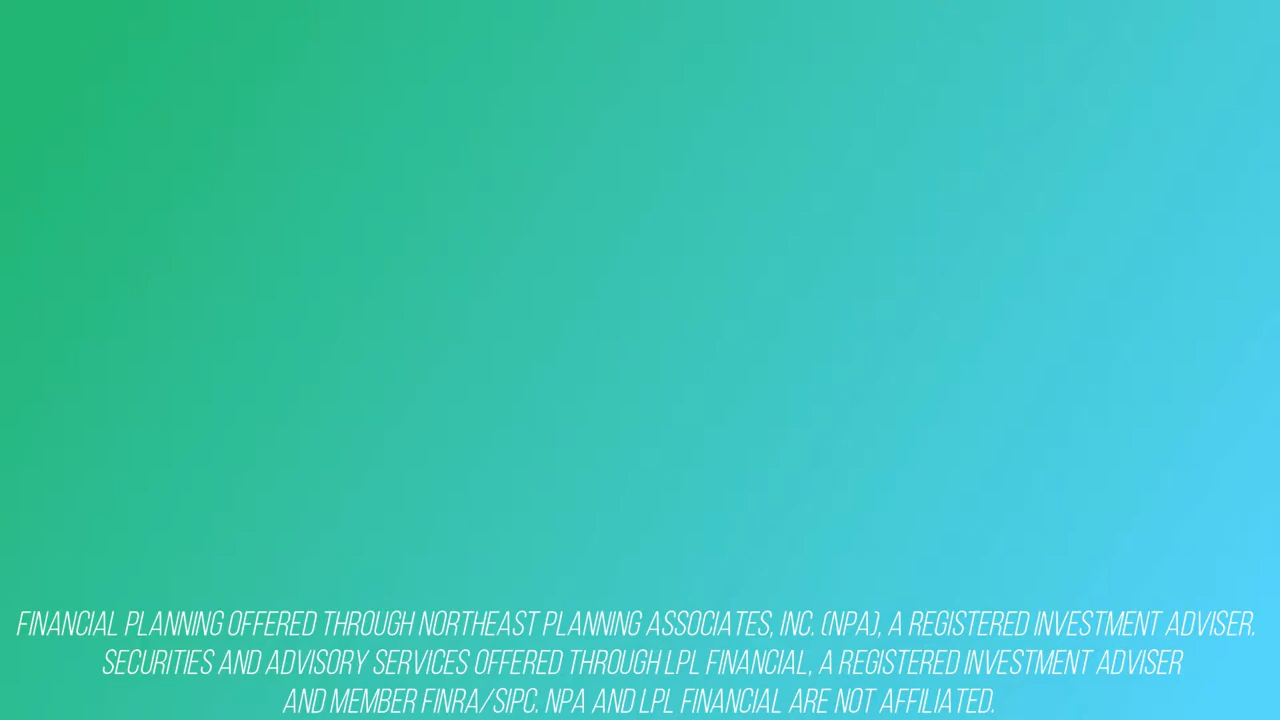 FINANCIAL PLANNING OFFERED THROUGH NORTHEAST PLANNING ASSOCIATES, INC. (NPA), A REGISTERED INVESTMENT ADVISER.
SECURITIES AND ADVISORY SERVICES OFFERED THROUGH LPL FINANCIAL, A REGISTERED INVESTMENT ADVISER
AND MEMBER FINRA/SIPC. NPA AND LPL FINANCIAL ARE NOT AFFILIATED.